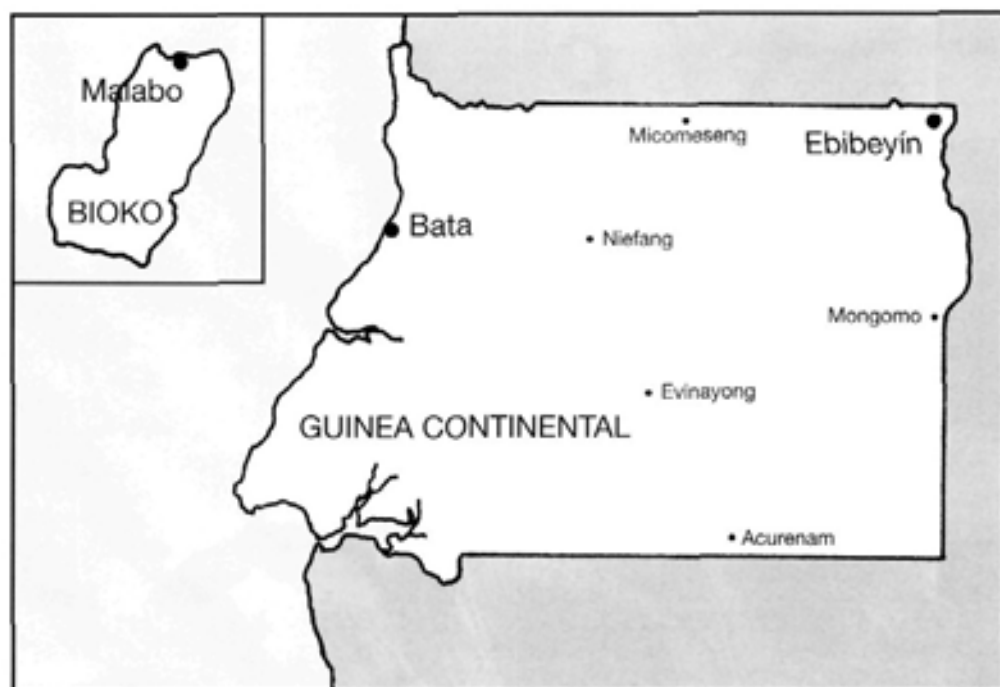 Malabo
BIOKO
Micomeseng
Ebibeyín
Bata
Niefang
Mongomo
Evinayong
GUINEA CONTINENTAL
Acurenam